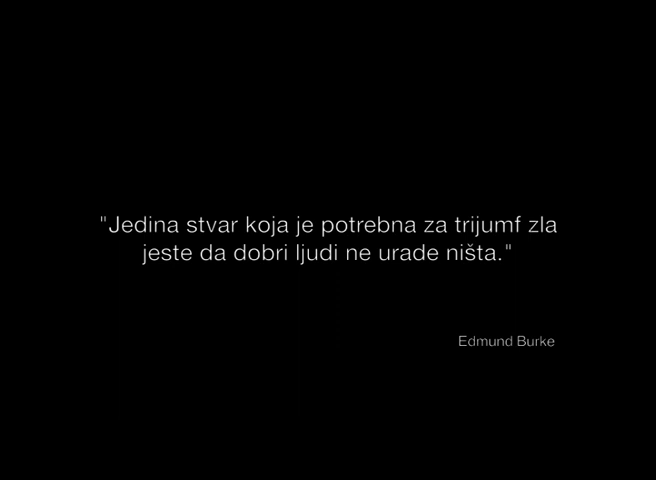 "Jedina stvar koja je potrebna za trijumf zla
jeste da dobri ljudi ne urade ništa."
Edmund Burke